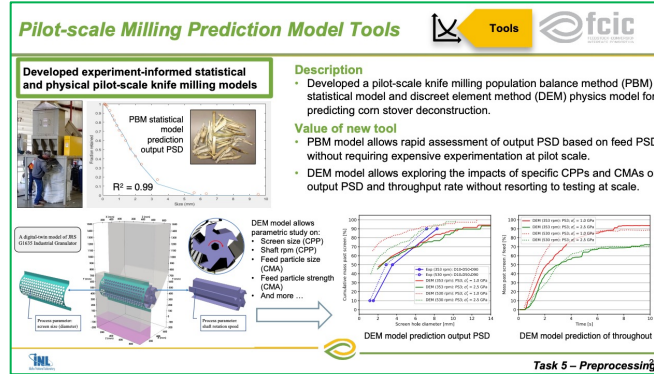 Pilot-scale Milling Prediction Model Tools
Tools
fcic
Developed experiment-informed statistical
and physical pilot-scale knife milling models
PBM statistical
model
prediction
output PSD
R² = 0.99
Size (mm)
Description
• Developed a pilot-scale knife milling population balance method (PBM)
statistical model and discreet element method (DEM) physics model for
predicting corn stover deconstruction.
Value of new tool
• PBM model allows rapid assessment of output PSD based on feed PSD
without requiring expensive experimentation at pilot scale.
• DEM model allows exploring the impacts of specific CPPs and CMAs o
output PSD and throughput rate without resorting to testing at scale.
A digital-twin model of JRS
G1635 Industrial Granulator
Process parameter
screen size (diameter)
Process parameter
shaft rotation speed
DEM model allows
parametric study on:
• Screen size (CPP)
• Shaft rpm (CPP)
• Feed particle size
(CMA)
• Feed particle strength
(CMA)
• And more …
Cumulative mass past screen [%]
Screen hole diameter [mm]
DEM model prediction output PSD
Mass past screen / feed [%]
Time [s]
DEM model prediction of throughout
INL
Task 5 – Preprocessing